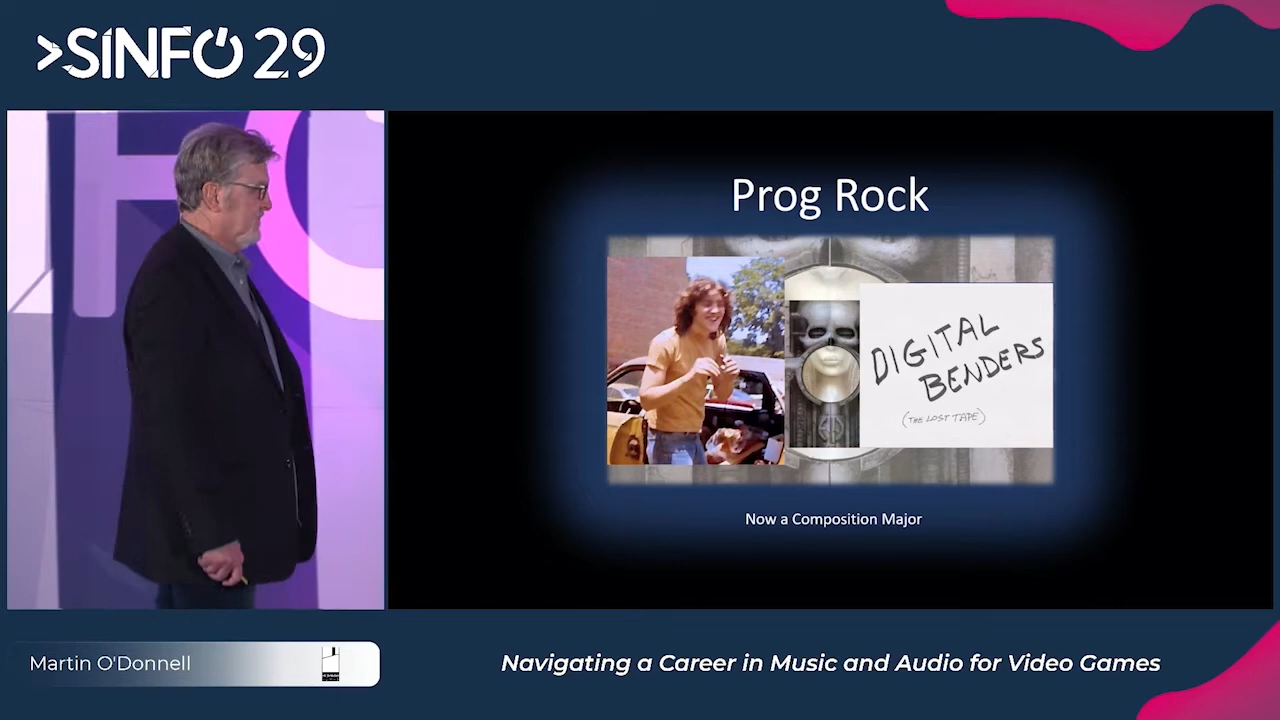 >SINFO 29
Prog Rock
DIGITAL
BENDERS
(THE LOST TAPE)
Now a Composition Major
Martin O'Donnell
Navigating a Career in Music and Audio for Video Games